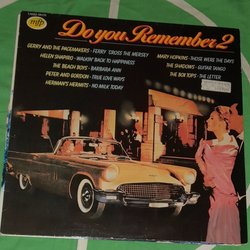 mfp
Do you Remember 2
GERRY AND THE PACEMAKERS · FERRY 'CROSS THE MERSEY
HELEN SHAPIRO · WALKIN' BACK TO HAPPINESS
THE BEACH BOYS · BARBARA ANN
PETER AND GORDON · TRUE LOVE WAYS
HERMAN'S HERMITS · NO MILK TODAY
MARY HOPKINS · THOSE WERE THE DAYS
THE SHADOWS · GUITAR TANGO
THE BOX TOPS · THE LETTER